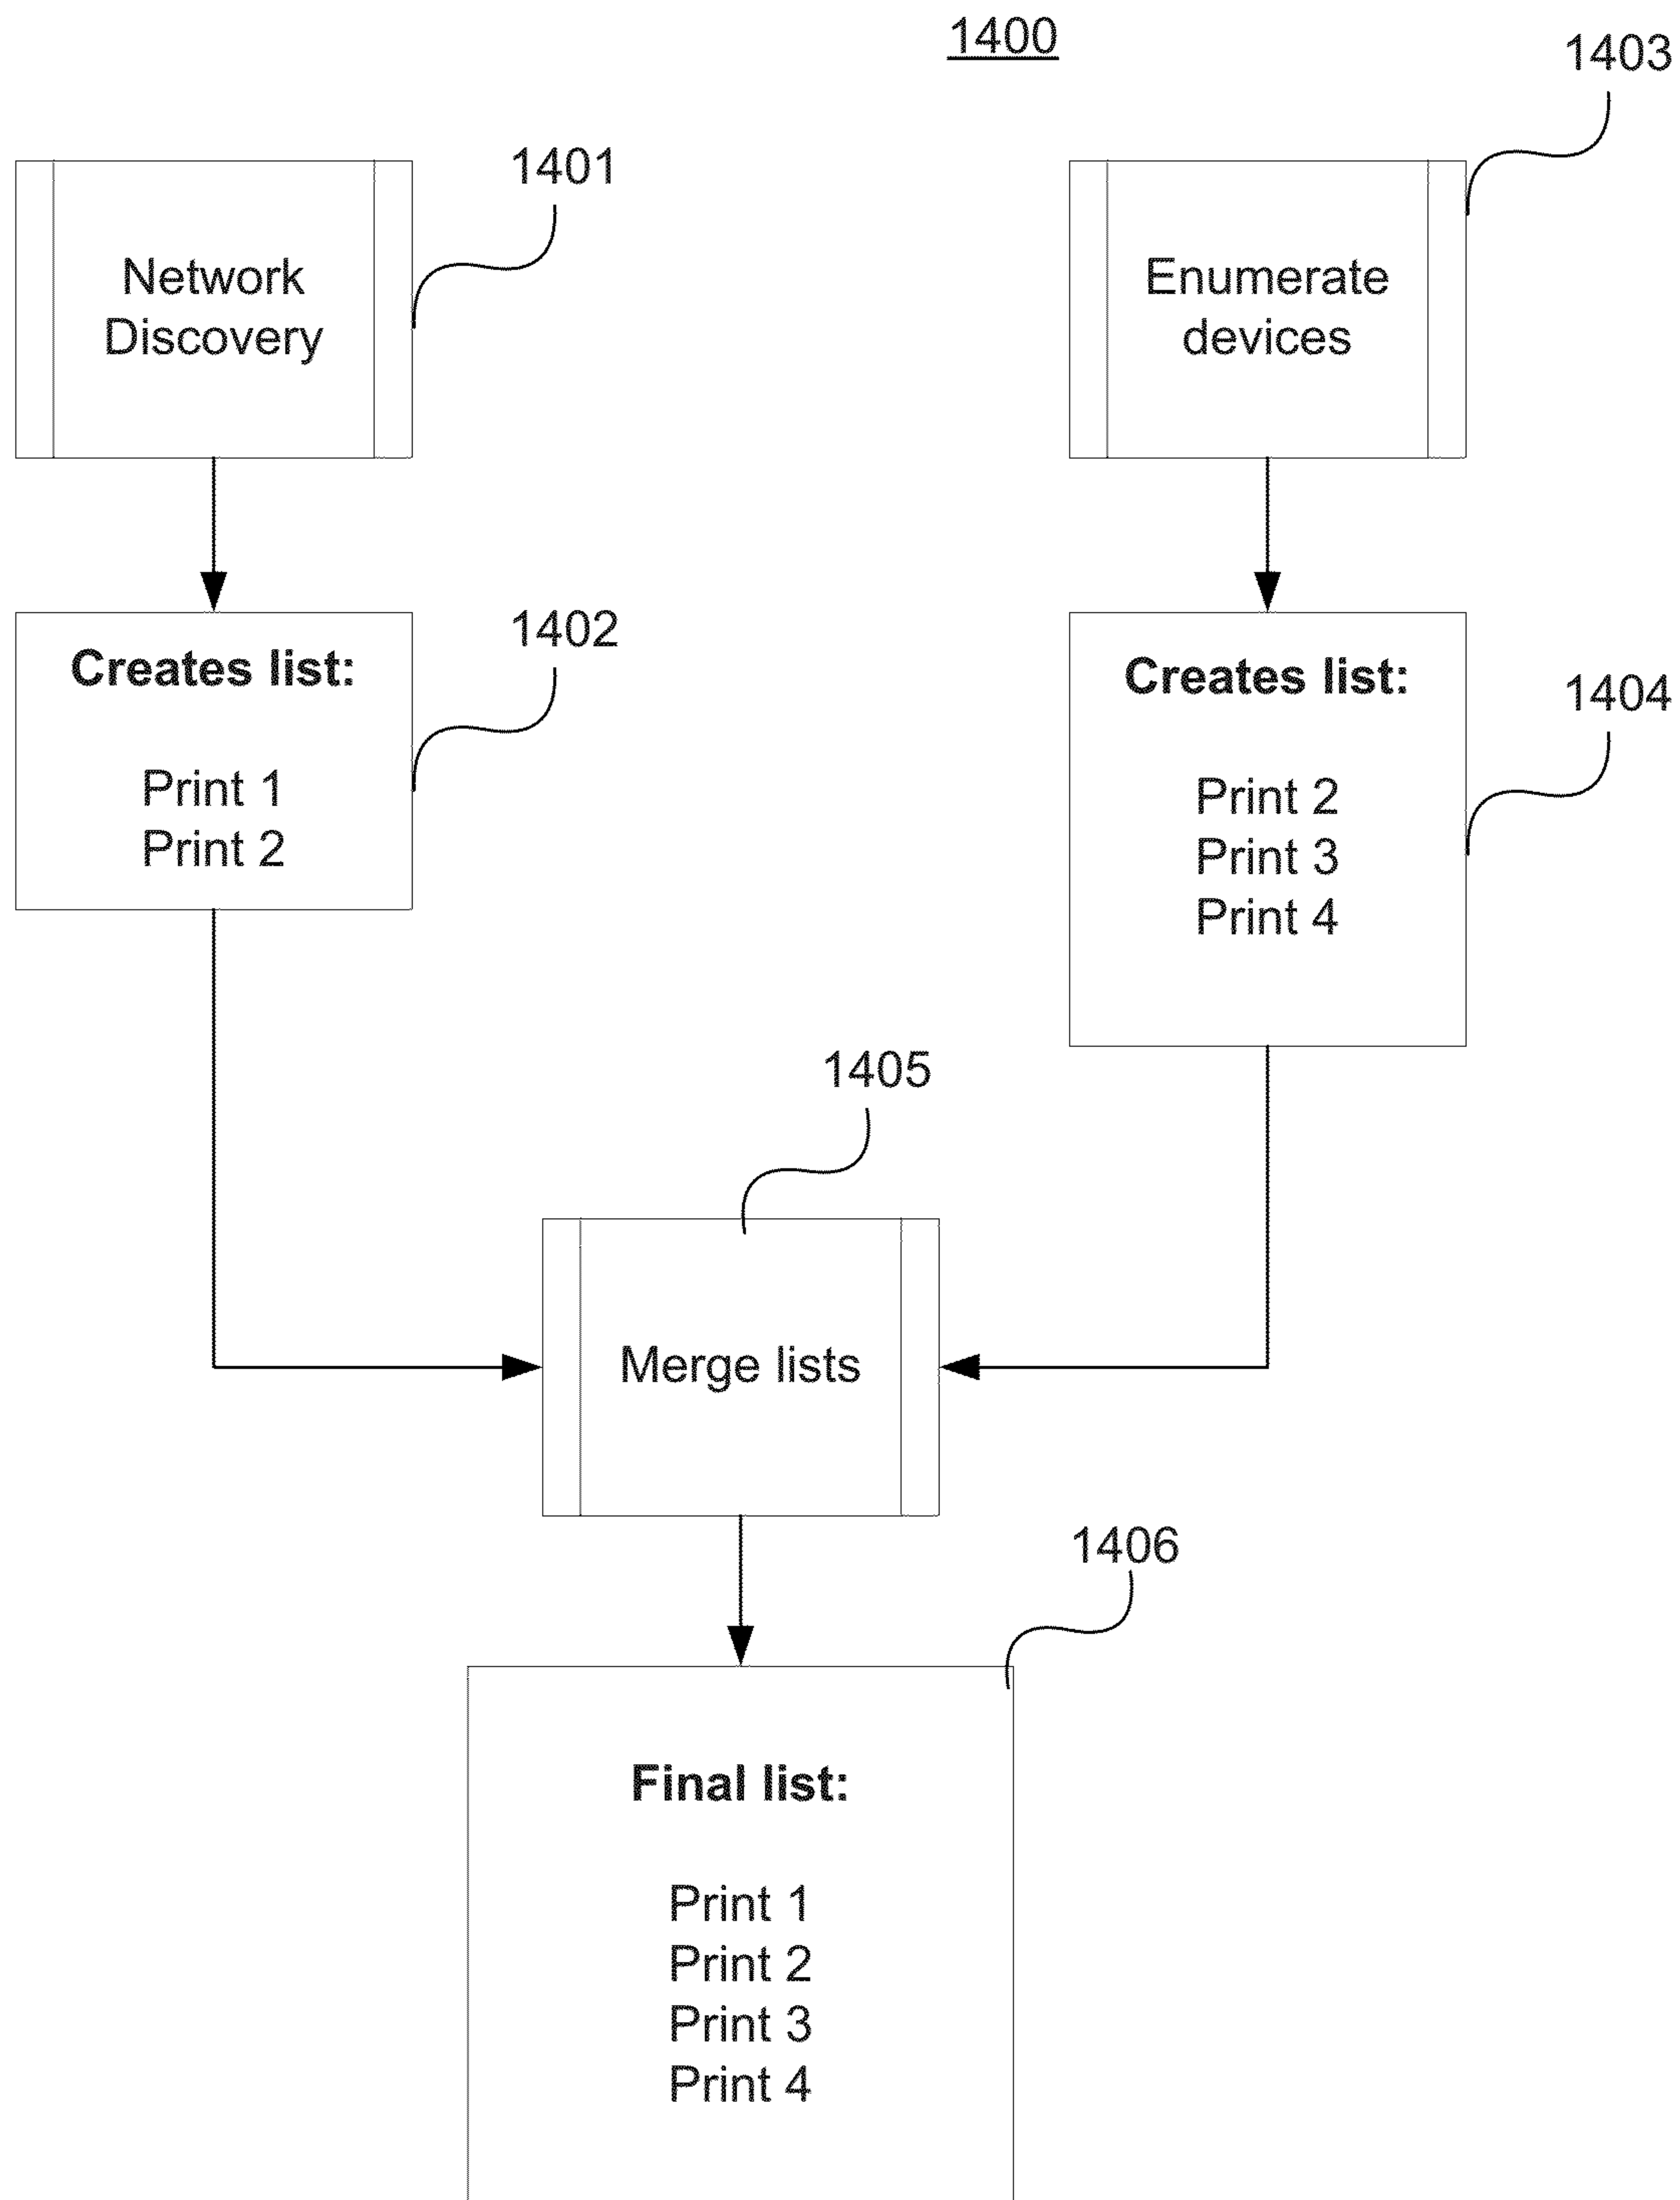 1400
1403
1401
Network
Discovery
Enumerate
devices
1402
Creates list:
Print 1
Print 2
1404
Creates list:
Print 2
Print 3
Print 4
1405
Merge lists
1406
Final list:
Print 1
Print 2
Print 3
Print 4